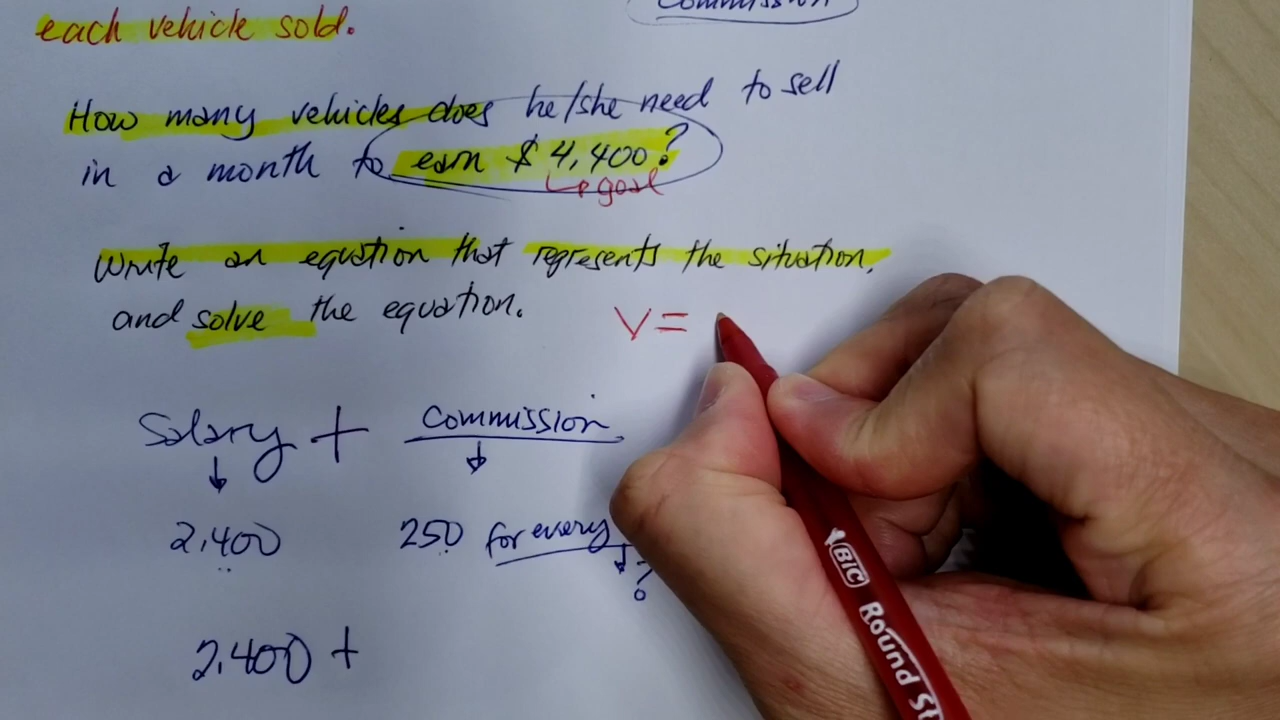 Commission
each vehicle sold.
How many vehicles does he/she need to sell
in a month to earn $4,400?
goal
Write an equation that represents the situation,
and solve the equation.
V=
Salary + Commission
2,400 250 for every
?
2,400 +
BIC Round St